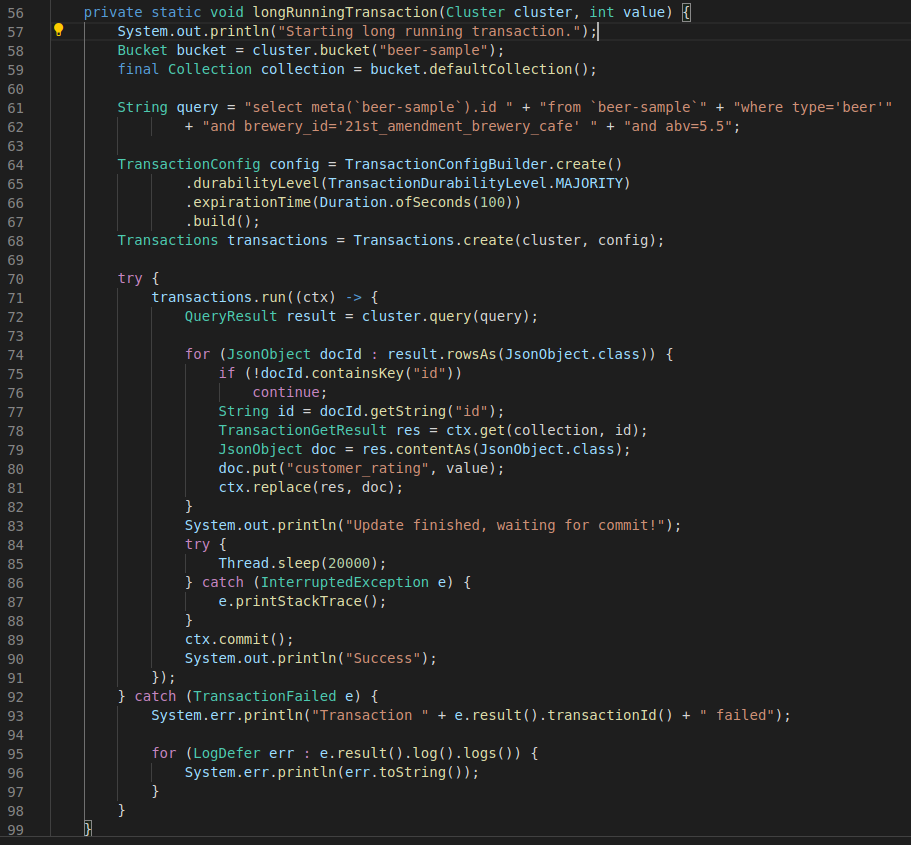 56 private static void longRunningTransaction(Cluster cluster, int value) {
57 System.out.println("Starting long running transaction.");
58 Bucket bucket = cluster.bucket("beer-sample");
59 final Collection collection = bucket.defaultCollection();
60
61 String query = "select meta(`beer-sample`).id " + "from `beer-sample`" + "where type='beer'"
62 + "and brewery_id='21st_amendment_brewery_cafe' " + "and abv=5.5";
63
64 TransactionConfig config = TransactionConfigBuilder.create()
65 .durabilityLevel(TransactionDurabilityLevel.MAJORITY)
66 .expirationTime(Duration.ofSeconds(100))
67 .build();
68 Transactions transactions = Transactions.create(cluster, config);
69
70 try {
71 transactions.run((ctx) -> {
72 QueryResult result = cluster.query(query);
73
74 for (JsonObject docId : result.rowsAs(JsonObject.class)) {
75 if (!docId.containsKey("id"))
76 continue;
77 String id = docId.getString("id");
78 TransactionGetResult res = ctx.get(collection, id);
79 JsonObject doc = res.contentAs(JsonObject.class);
80 doc.put("customer_rating", value);
81 ctx.replace(res, doc);
82 }
83 System.out.println("Update finished, waiting for commit!");
84 try {
85 Thread.sleep(20000);
86 } catch (InterruptedException e) {
87 e.printStackTrace();
88 }
89 ctx.commit();
90 System.out.println("Success");
91 });
92 } catch (TransactionFailed e) {
93 System.err.println("Transaction " + e.result().transactionId() + " failed");
94
95 for (LogDefer err : e.result().log().logs()) {
96 System.err.println(err.toString());
97 }
98 }
99 }